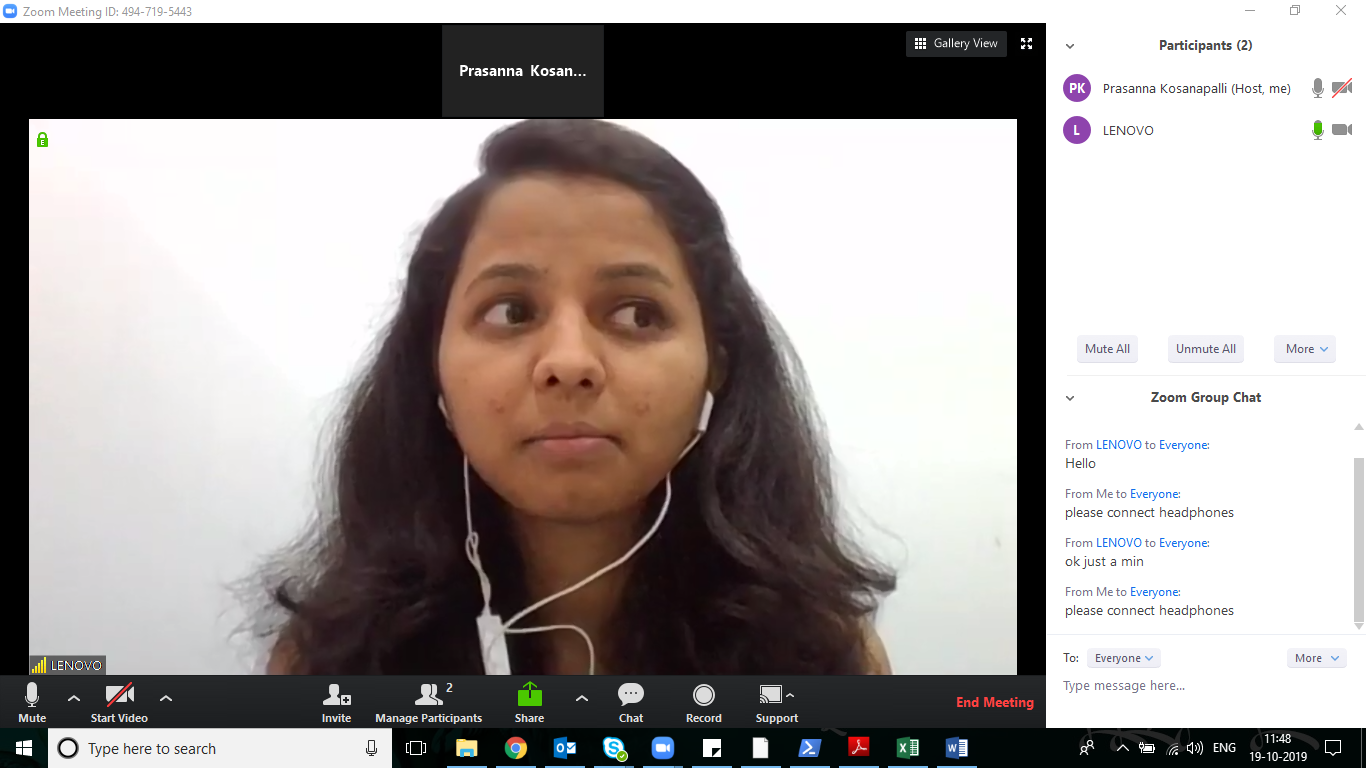 Zoom Meeting ID: 494-719-5443
Prasanna Kosan...
Gallery View
LENOVO
Participants (2)
PK Prasanna Kosanapalli (Host, me)
L LENOVO
Mute All Unmute All More
Zoom Group Chat
From LENOVO to Everyone:
Hello
From Me to Everyone:
please connect headphones
From LENOVO to Everyone:
ok just a min
From Me to Everyone:
please connect headphones
To: Everyone More
Type message here...
2
Mute Start Video Invite Manage Participants Share Chat Record Support End Meeting
Type here to search
ENG
11:48
19-10-2019